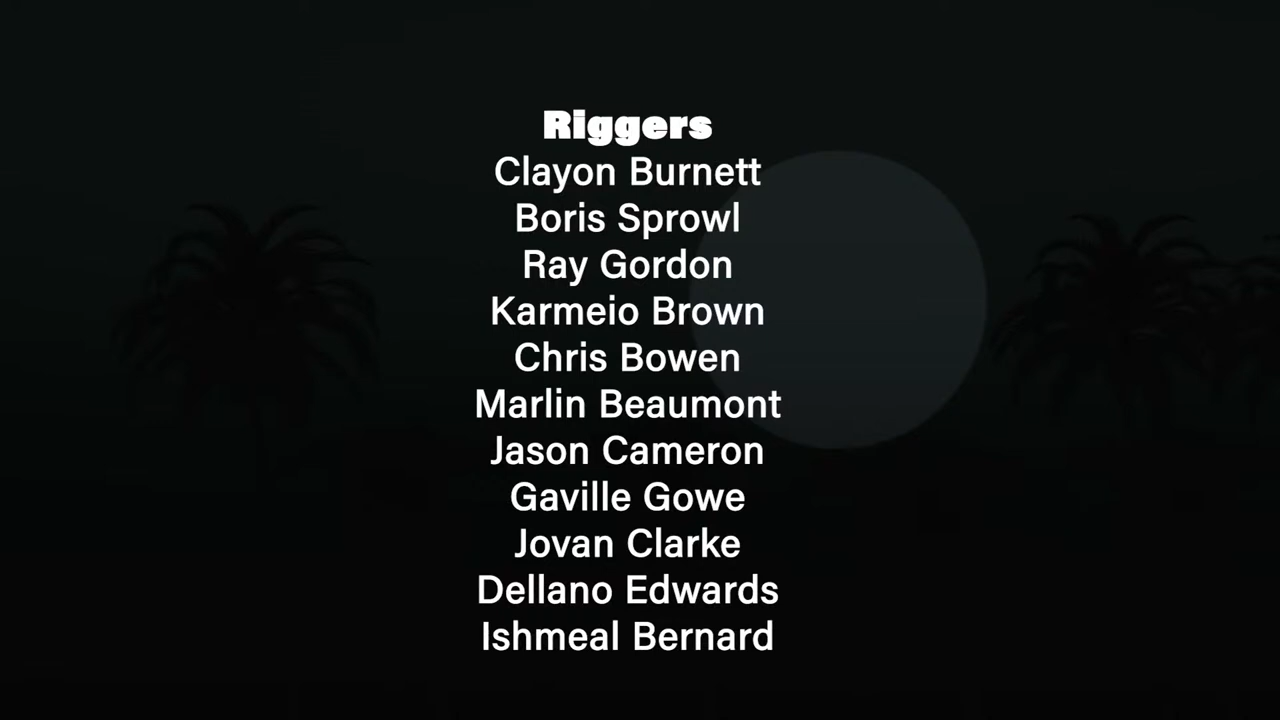 Riggers
Clayon Burnett
Boris Sprowl
Ray Gordon
Karmeio Brown
Chris Bowen
Marlin Beaumont
Jason Cameron
Gaville Gowe
Jovan Clarke
Dellano Edwards
Ishmeal Bernard